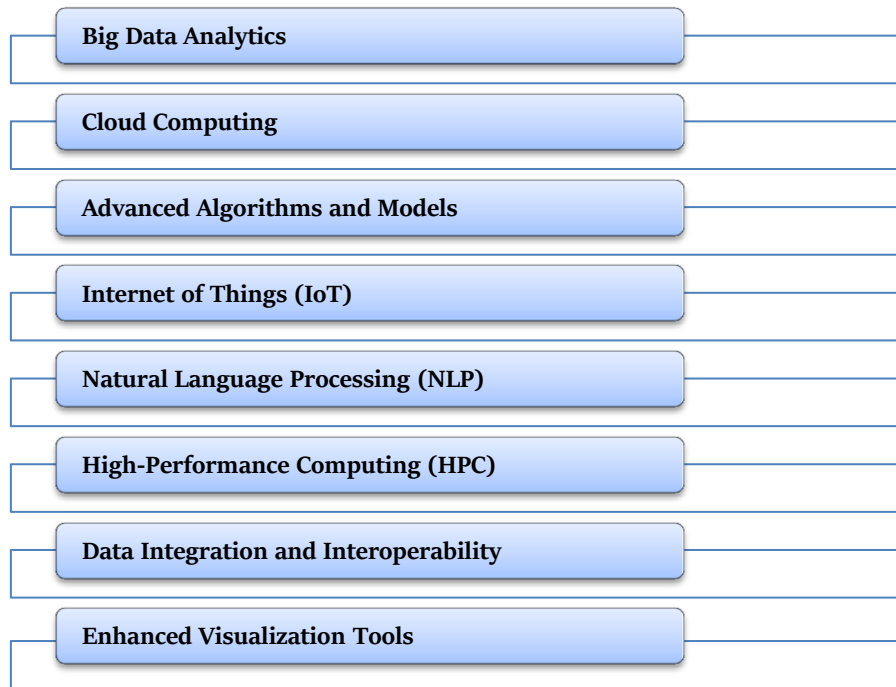 Big Data Analytics
Cloud Computing
Advanced Algorithms and Models
Internet of Things (IoT)
Natural Language Processing (NLP)
High-Performance Computing (HPC)
Data Integration and Interoperability
Enhanced Visualization Tools